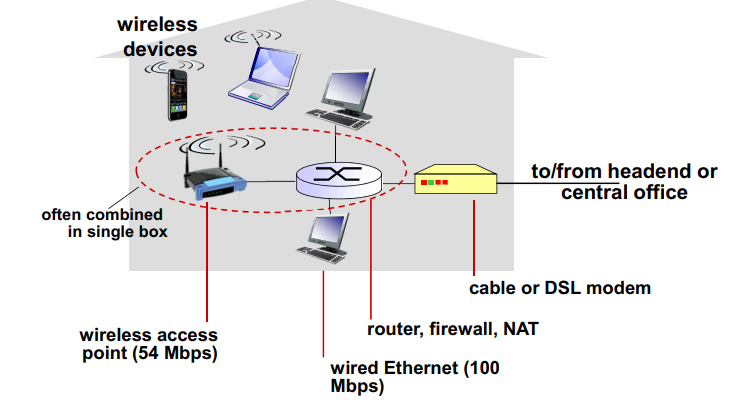 wireless
devices
to/from headend or
central office
often combined
in single box
cable or DSL modem
wireless access
point (54 Mbps)
router, firewall, NAT
wired Ethernet (100
Mbps)